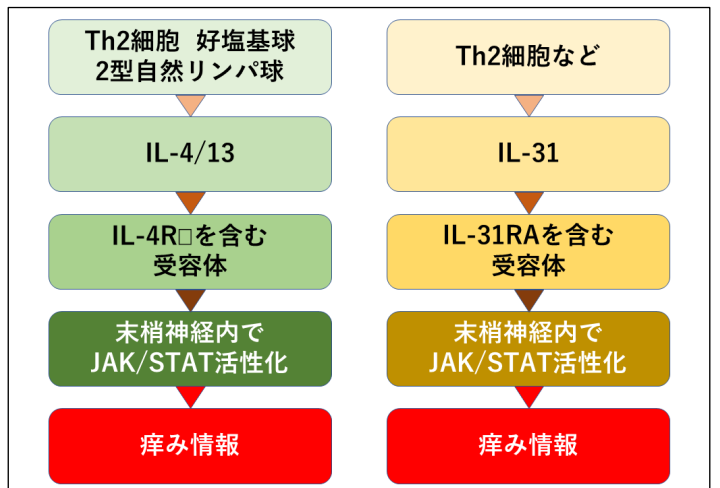 Th2細胞 好塩基球
2型自然リンパ球
IL-4/13
IL-4R□を含む
受容体
末梢神経内で
JAK/STAT活性化
痒み情報
Th2細胞など
IL-31
IL-31RAを含む
受容体
末梢神経内で
JAK/STAT活性化
痒み情報